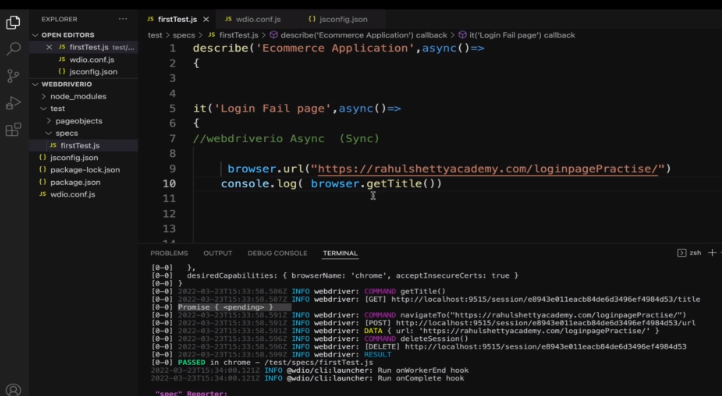 EXPLORER
OPEN EDITORS
JS firstTest.js test/...
JS wdio.conf.js
jsconfig.json
WEBDRIVERIO
node_modules
test
pageobjects
specs
JS firstTest.js
jsconfig.json
package-lock.json
package.json
JS wdio.conf.js
JS firstTest.js
JS wdio.conf.js
{} jsconfig.json
test > specs > JS firstTest.js > describe('Ecommerce Application') callback > it('Login Fail page') callback
1 describe('Ecommerce Application',async()=>
2 {
3
4
5 it('Login Fail page',async()=>
6 {
7 //webdriverio Async (Sync)
8
9 browser.url("https://rahulshettyacademy.com/loginpagePractise/")
10 console.log( browser.getTitle())
11
12
13
PROBLEMS OUTPUT DEBUG CONSOLE TERMINAL zsh
[0-0] },
[0-0] desiredCapabilities: { browserName: 'chrome', acceptInsecureCerts: true }
[0-0] }
[0-0] 2022-03-23T15:33:58.586Z INFO webdriver: COMMAND getTitle()
[0-0] 2022-03-23T15:33:58.587Z INFO webdriver: [GET] http://localhost:9515/session/e8943e011eacb84de6d3496ef4984d53/title
[0-0] Promise { <pending> }
[0-0] 2022-03-23T15:33:58.591Z INFO webdriver: COMMAND navigateTo("https://rahulshettyacademy.com/loginpagePractise/")
[0-0] 2022-03-23T15:33:58.591Z INFO webdriver: [POST] http://localhost:9515/session/e8943e011eacb84de6d3496ef4984d53/url
[0-0] 2022-03-23T15:33:58.591Z INFO webdriver: DATA { url: 'https://rahulshettyacademy.com/loginpagePractise/' }
[0-0] 2022-03-23T15:33:58.596Z INFO webdriver: COMMAND deleteSession()
[0-0] 2022-03-23T15:33:58.596Z INFO webdriver: [DELETE] http://localhost:9515/session/e8943e011eacb84de6d3496ef4984d53
[0-0] 2022-03-23T15:33:58.599Z INFO webdriver: RESULT
[0-0] PASSED in chrome - /test/specs/firstTest.js
2022-03-23T15:34:00.121Z INFO @wdio/cli:launcher: Run onWorkerEnd hook
2022-03-23T15:34:00.121Z INFO @wdio/cli:launcher: Run onComplete hook
"spec" Reporter: